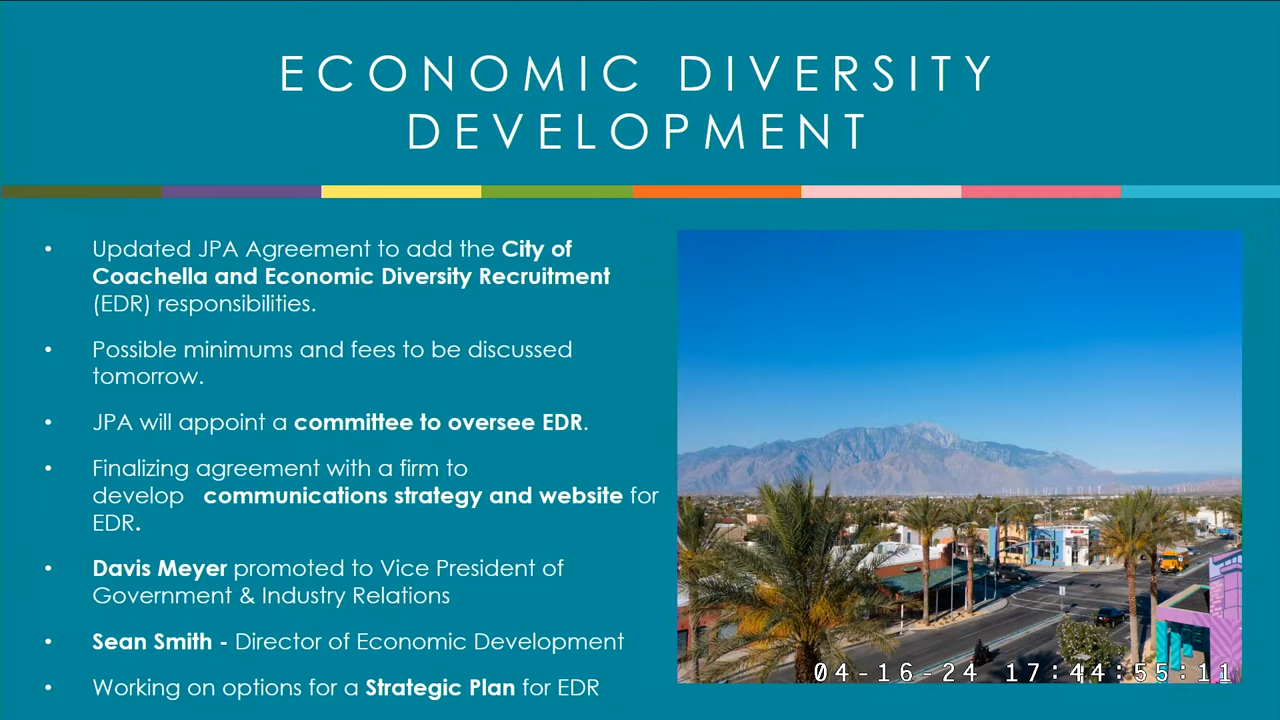 ECONOMIC DIVERSITY
DEVELOPMENT
• Updated JPA Agreement to add the City of
Coachella and Economic Diversity Recruitment
(EDR) responsibilities.
• Possible minimums and fees to be discussed
tomorrow.
• JPA will appoint a committee to oversee EDR.
• Finalizing agreement with a firm to
develop communications strategy and website for
EDR.
• Davis Meyer promoted to Vice President of
Government & Industry Relations
• Sean Smith - Director of Economic Development
• Working on options for a Strategic Plan for EDR
04-16-24 17:44:55:11